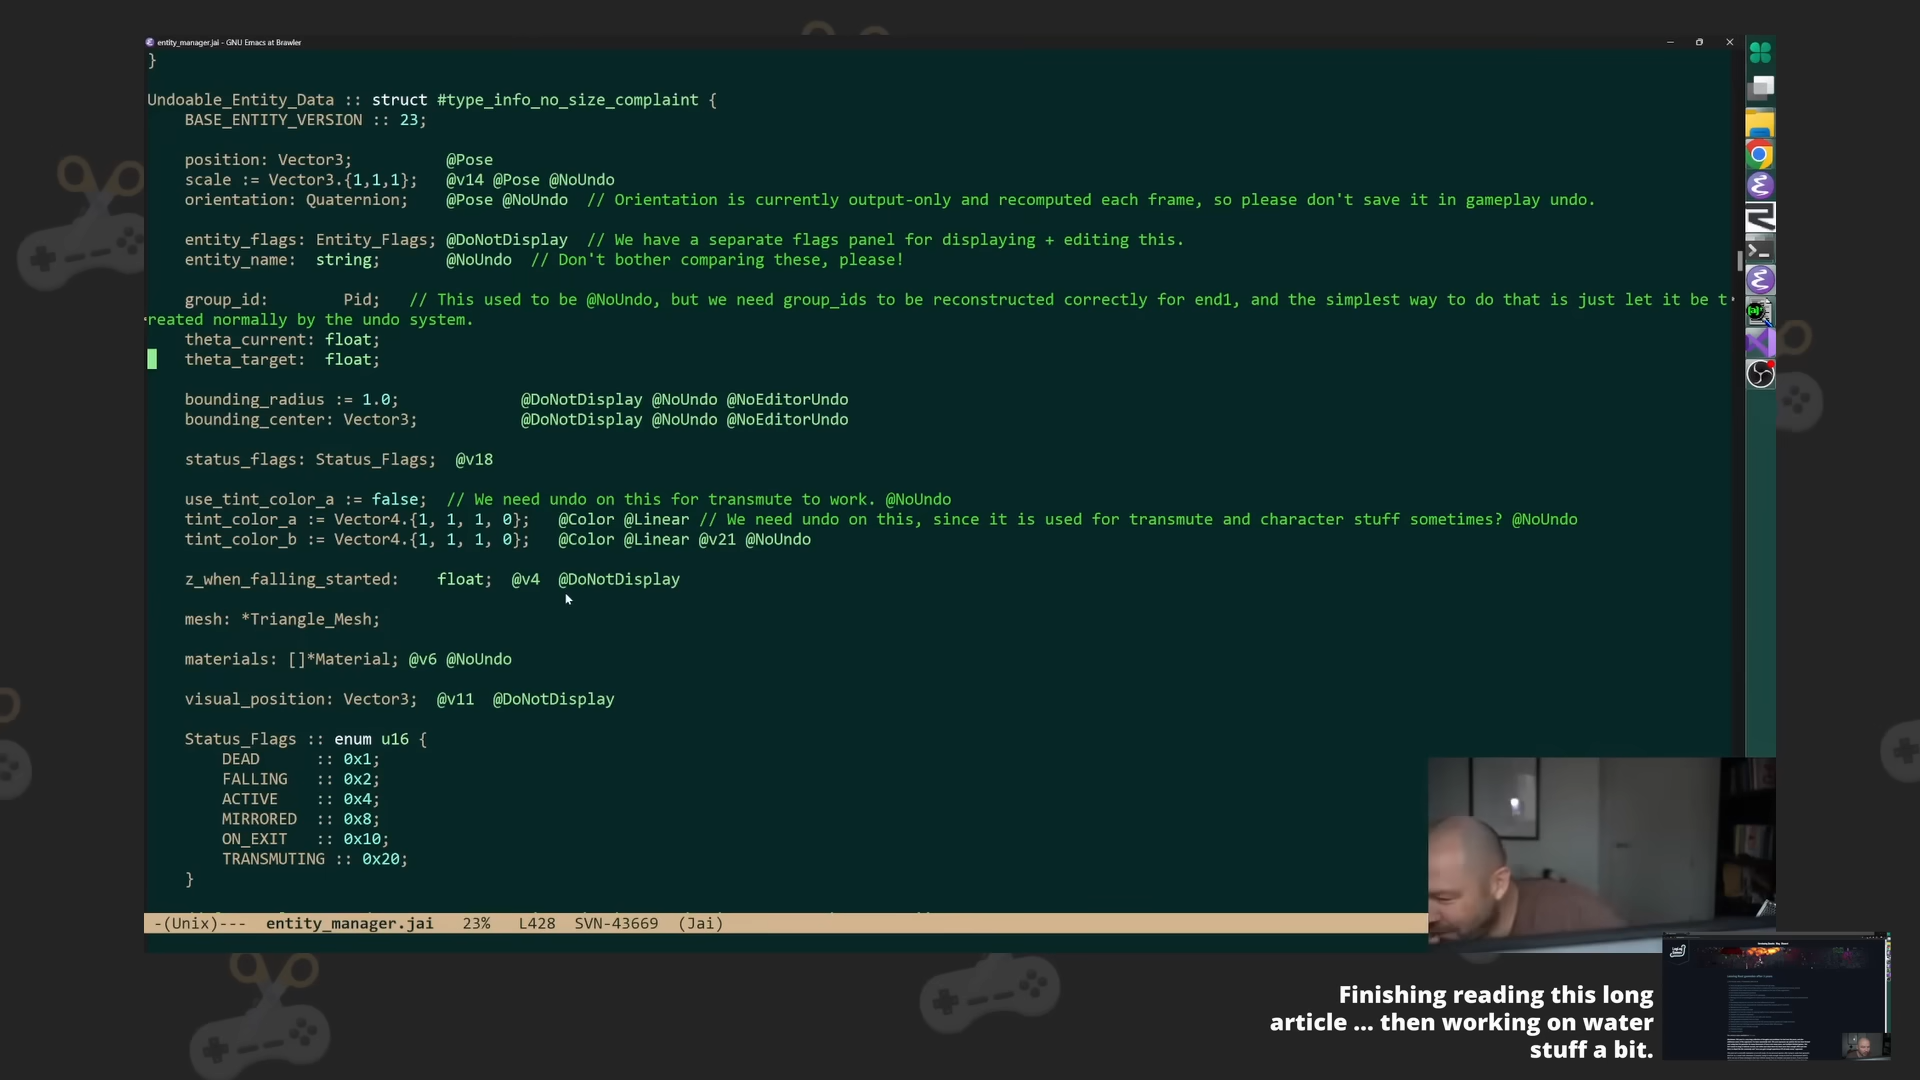 entity_manager.jai - GNU Emacs at Brawler
}
Undoable_Entity_Data :: struct #type_info_no_size_complaint {
BASE_ENTITY_VERSION :: 23;
position: Vector3; @Pose
scale := Vector3.{1,1,1}; @v14 @Pose @NoUndo
orientation: Quaternion; @Pose @NoUndo // Orientation is currently output-only and recomputed each frame, so please don't save it in gameplay undo.
entity_flags: Entity_Flags; @DoNotDisplay // We have a separate flags panel for displaying + editing this.
entity_name: string; @NoUndo // Don't bother comparing these, please!
group_id: Pid; // This used to be @NoUndo, but we need group_ids to be reconstructed correctly for end1, and the simplest way to do that is just let it be t
reated normally by the undo system.
theta_current: float;
theta_target: float;
bounding_radius := 1.0; @DoNotDisplay @NoUndo @NoEditorUndo
bounding_center: Vector3; @DoNotDisplay @NoUndo @NoEditorUndo
status_flags: Status_Flags; @v18
use_tint_color_a := false; // We need undo on this for transmute to work. @NoUndo
tint_color_a := Vector4.{1, 1, 1, 0}; @Color @Linear // We need undo on this, since it is used for transmute and character stuff sometimes? @NoUndo
tint_color_b := Vector4.{1, 1, 1, 0}; @Color @Linear @v21 @NoUndo
z_when_falling_started: float; @v4 @DoNotDisplay
mesh: *Triangle_Mesh;
materials: []*Material; @v6 @NoUndo
visual_position: Vector3; @v11 @DoNotDisplay
Status_Flags :: enum u16 {
DEAD :: 0x1;
FALLING :: 0x2;
ACTIVE :: 0x4;
MIRRORED :: 0x8;
ON_EXIT :: 0x10;
TRANSMUTING :: 0x20;
}
-(Unix)--- entity_manager.jai 23% L428 SVN-43669 (Jai)
Finishing reading this long
article ... then working on water
stuff a bit.